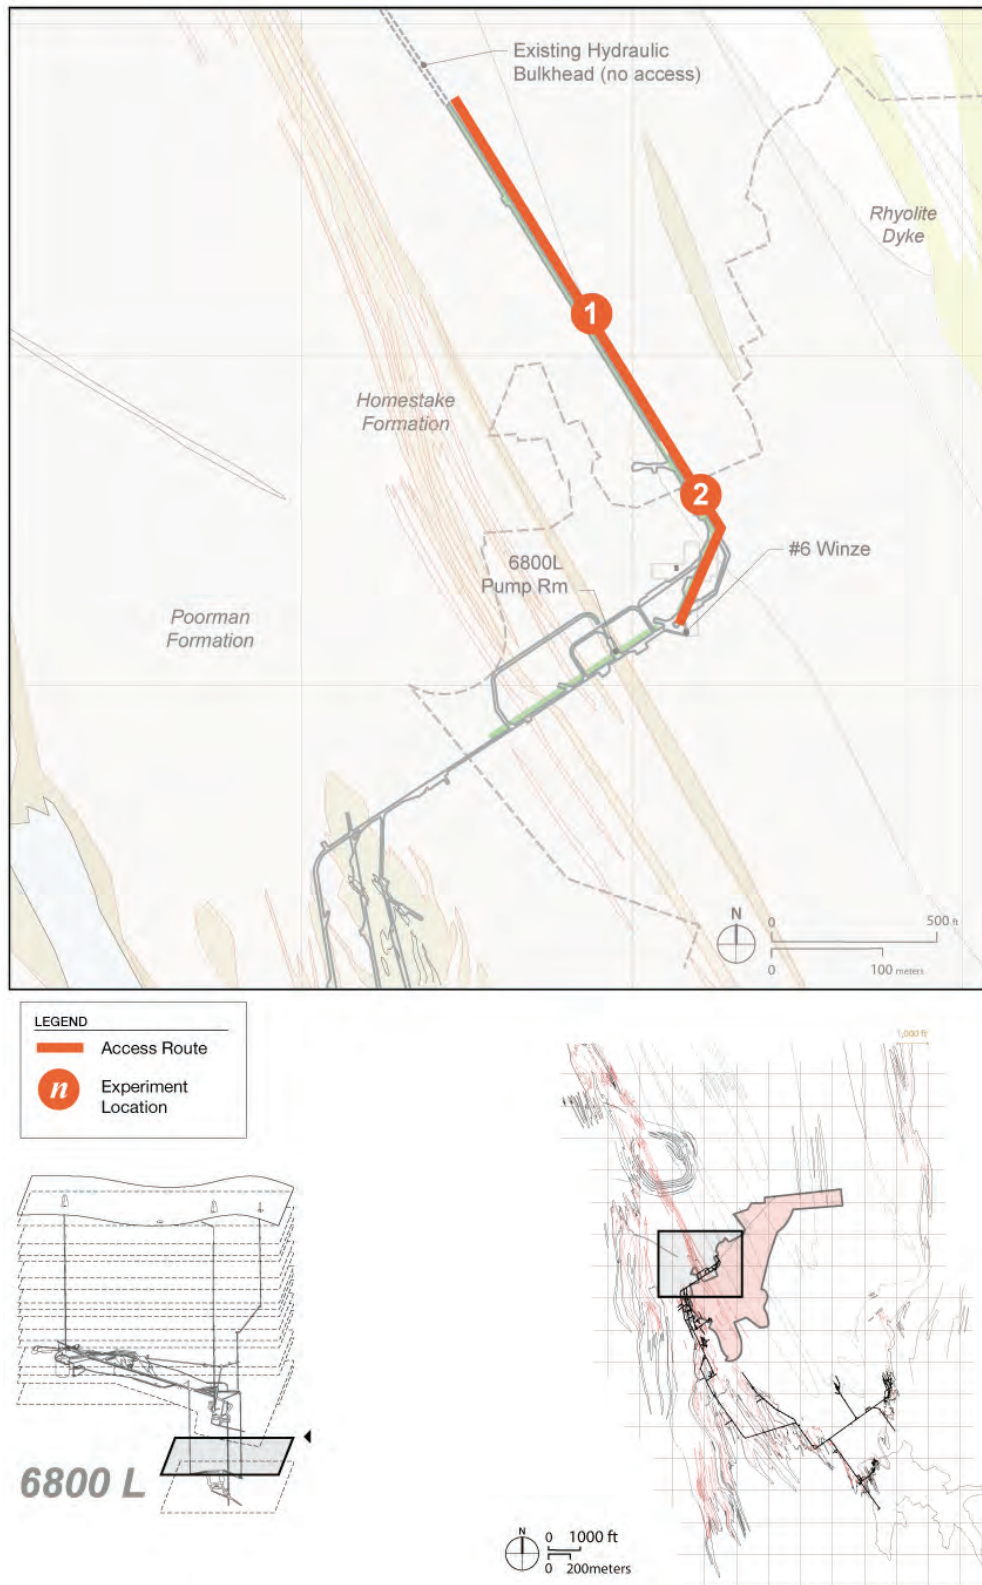 Existing Hydraulic
Bulkhead (no access)
Rhyolite
Dyke
1
Homestake
Formation
2
#6 Winze
6800L
Pump Rm
Poorman
Formation
N
0
500 ft
0
100 meters
LEGEND
Access Route
n
Experiment
Location
1,000 ft
6800 L
N
0 1000 ft
0 200meters